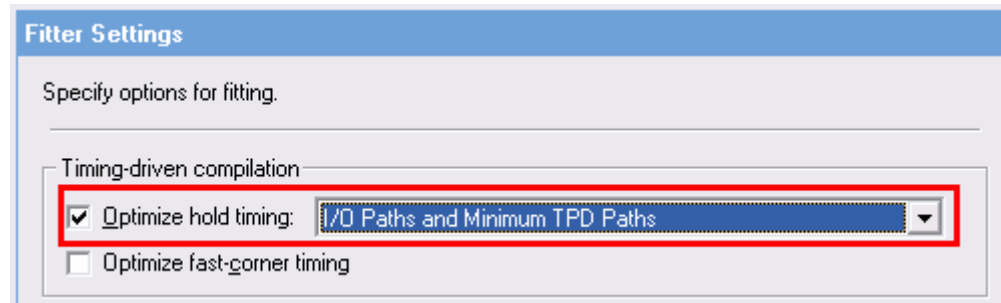 Fitter Settings
Specify options for fitting.
Timing-driven compilation
Optimize hold timing: I/O Paths and Minimum TPD Paths
Optimize fast-corner timing